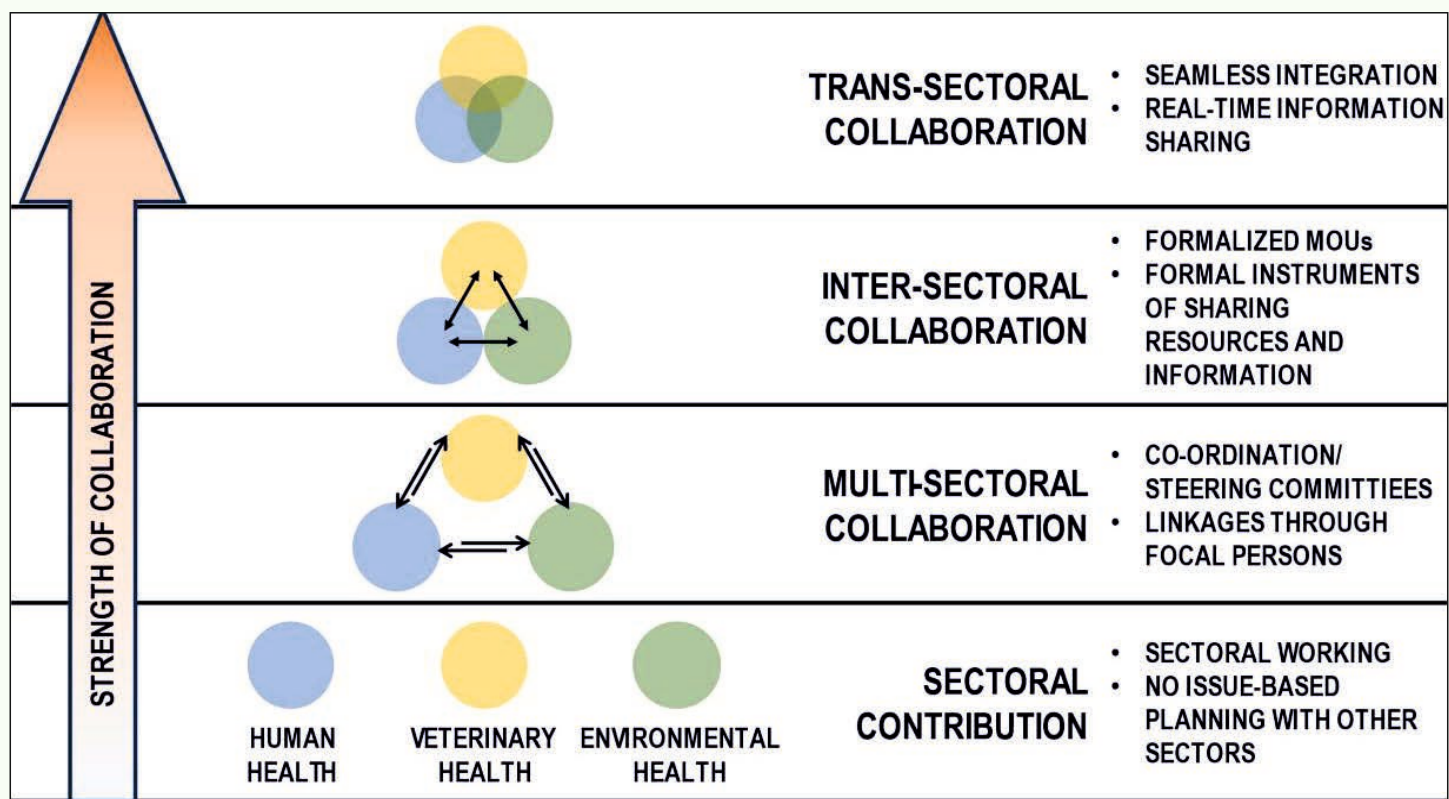 STRENGTH OF COLLABORATION
TRANS-SECTORAL
COLLABORATION
• SEAMLESS INTEGRATION
• REAL-TIME INFORMATION
SHARING
INTER-SECTORAL
COLLABORATION
• FORMALIZED MOUs
• FORMAL INSTRUMENTS
OF SHARING
RESOURCES AND
INFORMATION
MULTI-SECTORAL
COLLABORATION
• CO-ORDINATION/
STEERING COMMITTIEES
• LINKAGES THROUGH
FOCAL PERSONS
HUMAN
HEALTH
VETERINARY
HEALTH
ENVIRONMENTAL
HEALTH
SECTORAL
CONTRIBUTION
• SECTORAL WORKING
• NO ISSUE-BASED
PLANNING WITH OTHER
SECTORS